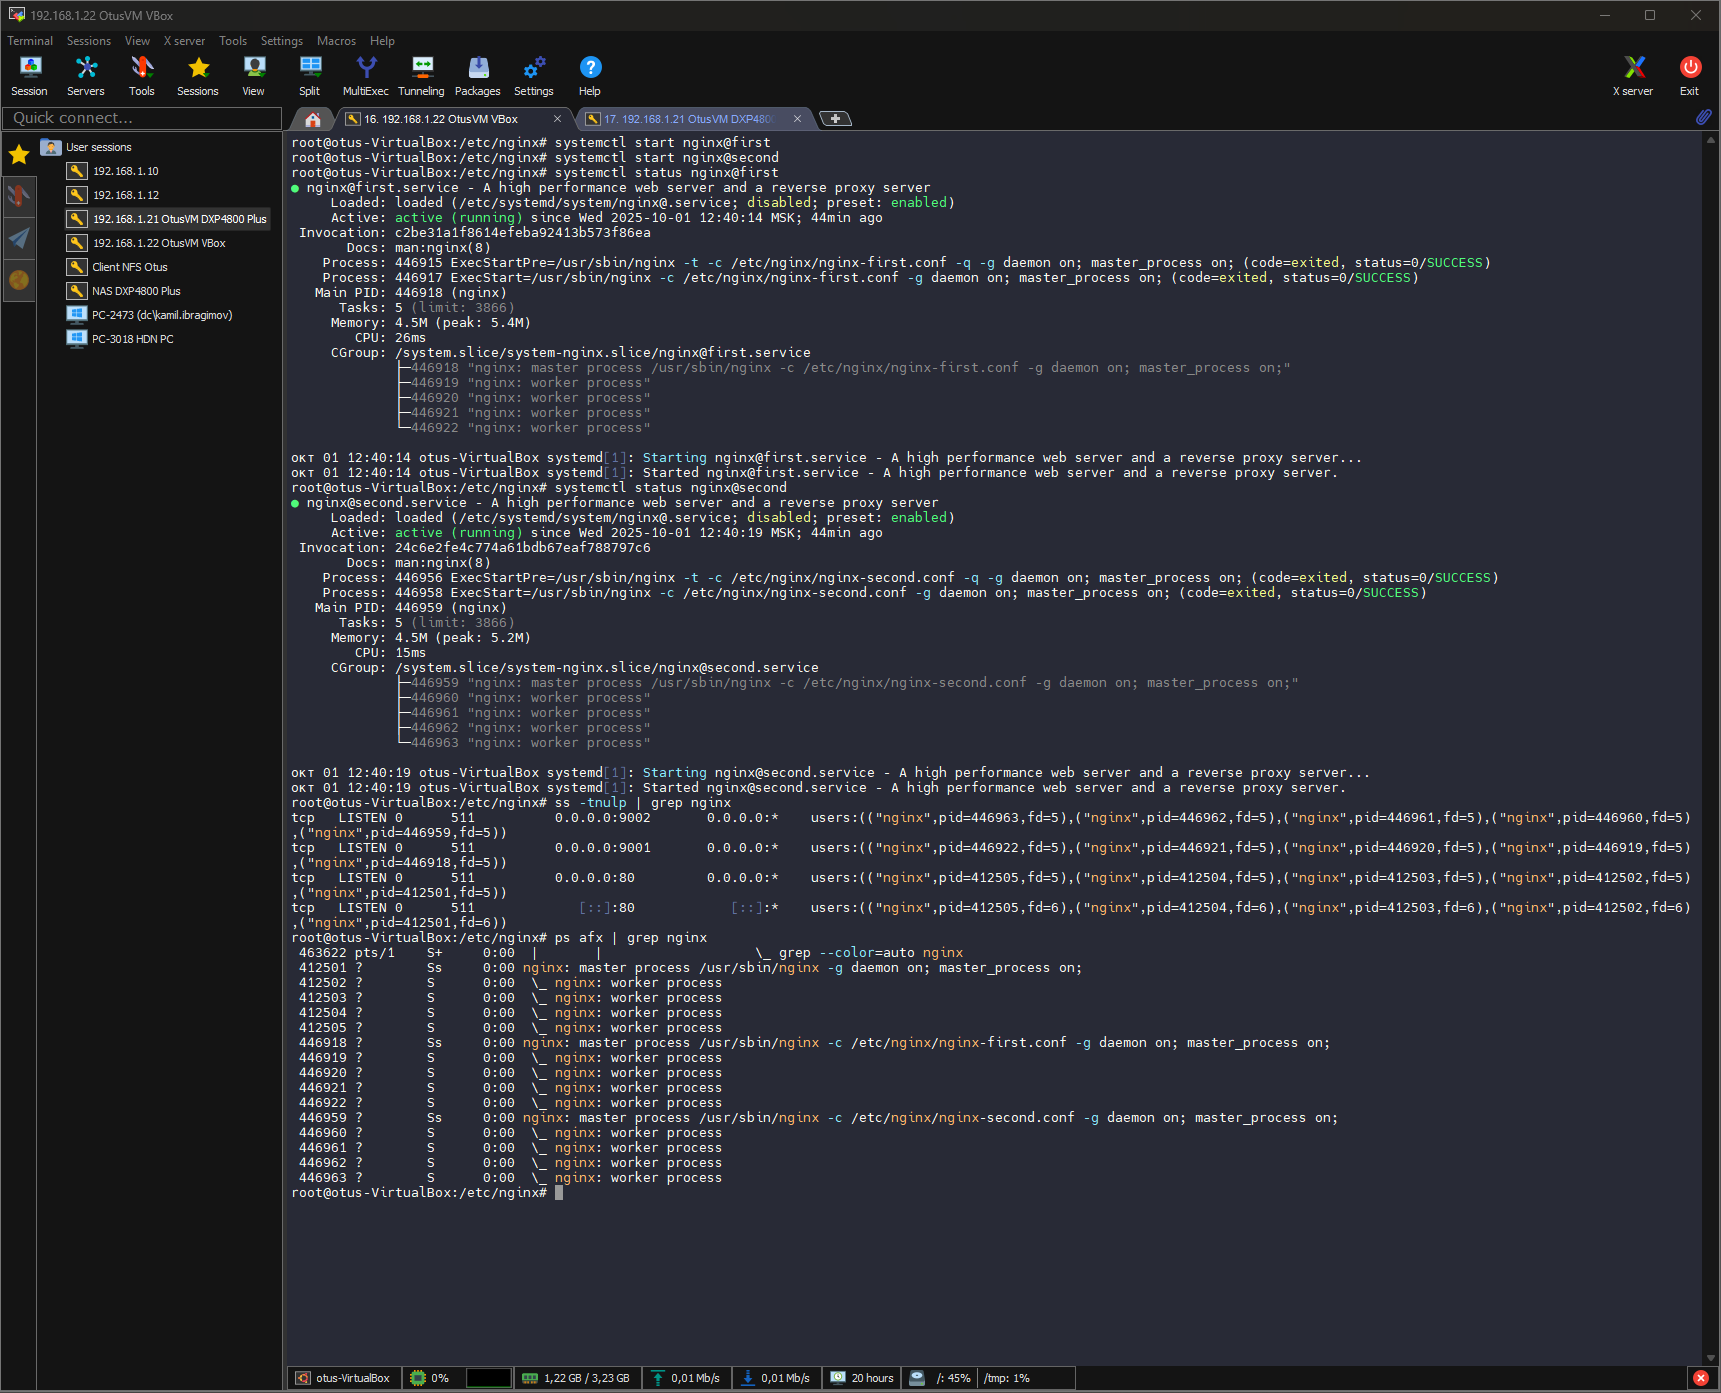 192.168.1.22 OtusVM VBox
Terminal Sessions View X server Tools Settings Macros Help
Session Servers Tools Sessions View Split MultiExec Tunneling Packages Settings Help X server Exit
Quick connect...
16. 192.168.1.22 OtusVM VBox
17. 192.168.1.21 OtusVM DXP480
User sessions
192.168.1.10
192.168.1.12
192.168.1.21 OtusVM DXP4800 Plus
192.168.1.22 OtusVM VBox
Client NFS Otus
NAS DXP4800 Plus
PC-2473 (dc\kamil.ibragimov)
PC-3018 HDN PC
root@otus-VirtualBox:/etc/nginx# systemctl start nginx@first
root@otus-VirtualBox:/etc/nginx# systemctl start nginx@second
root@otus-VirtualBox:/etc/nginx# systemctl status nginx@first
● nginx@first.service - A high performance web server and a reverse proxy server
Loaded: loaded (/etc/systemd/system/nginx@.service; disabled; preset: enabled)
Active: active (running) since Wed 2025-10-01 12:40:14 MSK; 44min ago
Invocation: c2be31a1f8614efeba92413b573f86ea
Docs: man:nginx(8)
Process: 446915 ExecStartPre=/usr/sbin/nginx -t -c /etc/nginx/nginx-first.conf -q -g daemon on; master_process on; (code=exited, status=0/SUCCESS)
Process: 446917 ExecStart=/usr/sbin/nginx -c /etc/nginx/nginx-first.conf -g daemon on; master_process on; (code=exited, status=0/SUCCESS)
Main PID: 446918 (nginx)
Tasks: 5 (limit: 3866)
Memory: 4.5M (peak: 5.4M)
CPU: 26ms
CGroup: /system.slice/system-nginx.slice/nginx@first.service
├─446918 "nginx: master process /usr/sbin/nginx -c /etc/nginx/nginx-first.conf -g daemon on; master_process on;"
├─446919 "nginx: worker process"
├─446920 "nginx: worker process"
├─446921 "nginx: worker process"
└─446922 "nginx: worker process"
окт 01 12:40:14 otus-VirtualBox systemd[1]: Starting nginx@first.service - A high performance web server and a reverse proxy server...
окт 01 12:40:14 otus-VirtualBox systemd[1]: Started nginx@first.service - A high performance web server and a reverse proxy server.
root@otus-VirtualBox:/etc/nginx# systemctl status nginx@second
● nginx@second.service - A high performance web server and a reverse proxy server
Loaded: loaded (/etc/systemd/system/nginx@.service; disabled; preset: enabled)
Active: active (running) since Wed 2025-10-01 12:40:19 MSK; 44min ago
Invocation: 24c6e2fe4c774a61bdb67eaf788797c6
Docs: man:nginx(8)
Process: 446956 ExecStartPre=/usr/sbin/nginx -t -c /etc/nginx/nginx-second.conf -q -g daemon on; master_process on; (code=exited, status=0/SUCCESS)
Process: 446958 ExecStart=/usr/sbin/nginx -c /etc/nginx/nginx-second.conf -g daemon on; master_process on; (code=exited, status=0/SUCCESS)
Main PID: 446959 (nginx)
Tasks: 5 (limit: 3866)
Memory: 4.5M (peak: 5.2M)
CPU: 15ms
CGroup: /system.slice/system-nginx.slice/nginx@second.service
├─446959 "nginx: master process /usr/sbin/nginx -c /etc/nginx/nginx-second.conf -g daemon on; master_process on;"
├─446960 "nginx: worker process"
├─446961 "nginx: worker process"
├─446962 "nginx: worker process"
└─446963 "nginx: worker process"
окт 01 12:40:19 otus-VirtualBox systemd[1]: Starting nginx@second.service - A high performance web server and a reverse proxy server...
окт 01 12:40:19 otus-VirtualBox systemd[1]: Started nginx@second.service - A high performance web server and a reverse proxy server.
root@otus-VirtualBox:/etc/nginx# ss -tnulp | grep nginx
tcp LISTEN 0 511 0.0.0.0:9002 0.0.0.0:* users:(("nginx",pid=446963,fd=5),("nginx",pid=446962,fd=5),("nginx",pid=446961,fd=5),("nginx",pid=446960,fd=5)
,("nginx",pid=446959,fd=5))
tcp LISTEN 0 511 0.0.0.0:9001 0.0.0.0:* users:(("nginx",pid=446922,fd=5),("nginx",pid=446921,fd=5),("nginx",pid=446920,fd=5),("nginx",pid=446919,fd=5)
,("nginx",pid=446918,fd=5))
tcp LISTEN 0 511 0.0.0.0:80 0.0.0.0:* users:(("nginx",pid=412505,fd=5),("nginx",pid=412504,fd=5),("nginx",pid=412503,fd=5),("nginx",pid=412502,fd=5)
,("nginx",pid=412501,fd=5))
tcp LISTEN 0 511 [::]:80 [::]:* users:(("nginx",pid=412505,fd=6),("nginx",pid=412504,fd=6),("nginx",pid=412503,fd=6),("nginx",pid=412502,fd=6)
,("nginx",pid=412501,fd=6))
root@otus-VirtualBox:/etc/nginx# ps afx | grep nginx
463622 pts/1 S+ 0:00 | | \_ grep --color=auto nginx
412501 ? Ss 0:00 nginx: master process /usr/sbin/nginx -g daemon on; master_process on;
412502 ? S 0:00 \_ nginx: worker process
412503 ? S 0:00 \_ nginx: worker process
412504 ? S 0:00 \_ nginx: worker process
412505 ? S 0:00 \_ nginx: worker process
446918 ? Ss 0:00 nginx: master process /usr/sbin/nginx -c /etc/nginx/nginx-first.conf -g daemon on; master_process on;
446919 ? S 0:00 \_ nginx: worker process
446920 ? S 0:00 \_ nginx: worker process
446921 ? S 0:00 \_ nginx: worker process
446922 ? S 0:00 \_ nginx: worker process
446959 ? Ss 0:00 nginx: master process /usr/sbin/nginx -c /etc/nginx/nginx-second.conf -g daemon on; master_process on;
446960 ? S 0:00 \_ nginx: worker process
446961 ? S 0:00 \_ nginx: worker process
446962 ? S 0:00 \_ nginx: worker process
446963 ? S 0:00 \_ nginx: worker process
root@otus-VirtualBox:/etc/nginx#
otus-VirtualBox 0% 1,22 GB / 3,23 GB 0,01 Mb/s 0,01 Mb/s 20 hours /: 45% /tmp: 1%